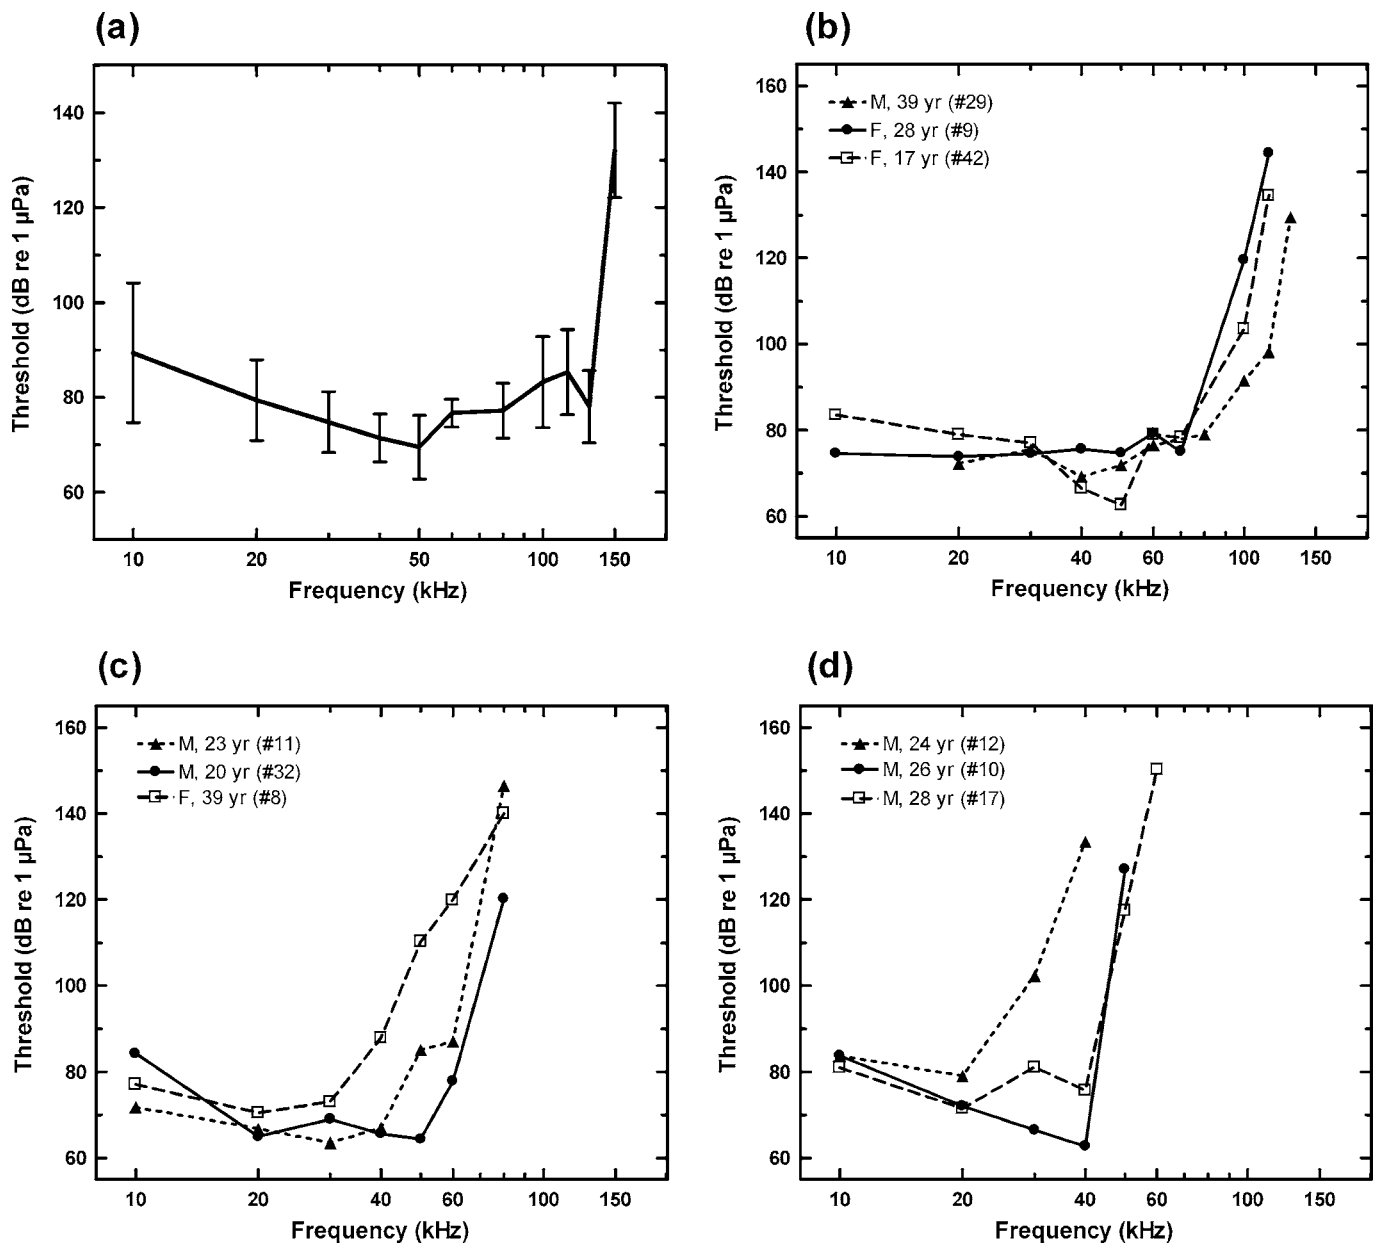 (a)
140
120
100
80
60
10
20
50
100
150
Threshold (dB re 1 µPa)
Frequency (kHz)
(b)
M, 39 yr (#29)
F, 28 yr (#9)
F, 17 yr (#42)
160
140
120
100
80
60
10
20
40
60
100
150
Threshold (dB re 1 µPa)
Frequency (kHz)
(c)
M, 23 yr (#11)
M, 20 yr (#32)
F, 39 yr (#8)
160
140
120
100
80
60
10
20
40
60
100
150
Threshold (dB re 1 µPa)
Frequency (kHz)
(d)
M, 24 yr (#12)
M, 26 yr (#10)
M, 28 yr (#17)
160
140
120
100
80
60
10
20
40
60
100
150
Threshold (dB re 1 µPa)
Frequency (kHz)